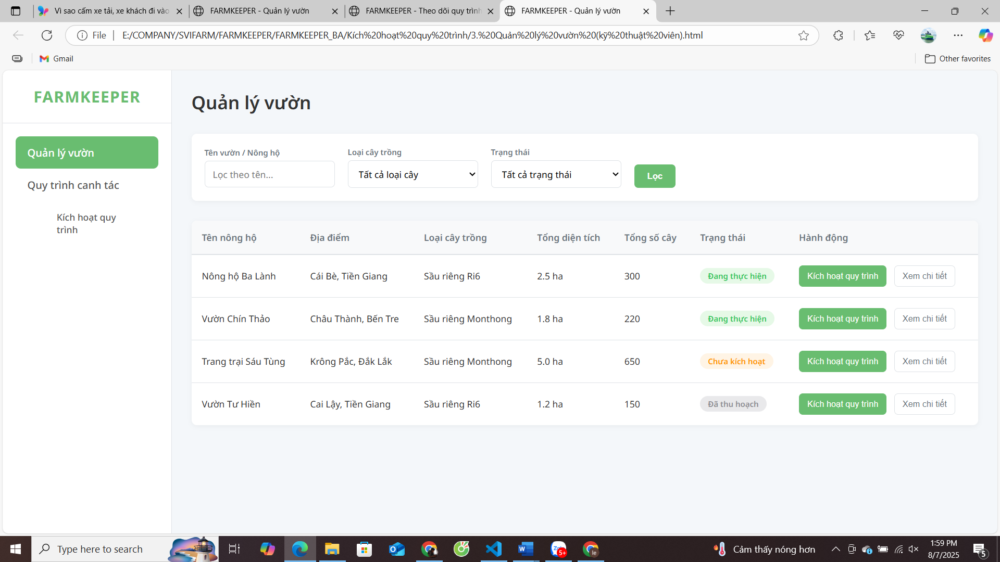 Vì sao cấm xe tải, xe khách đi vào
FARMKEEPER - Quản lý vườn
FARMKEEPER - Theo dõi quy trình
FARMKEEPER - Quản lý vườn
File
E:/COMPANY/SVIFARM/FARMKEEPER/FARMKEEPER_BA/Kích%20hoạt%20quy%20trình/3.%20Quản%20lý%20vườn%20(kỹ%20thuật%20viên).html
Gmail
Other favorites
FARMKEEPER
Quản lý vườn
Quy trình canh tác
Kích hoạt quy
trình
Quản lý vườn
Tên vườn / Nông hộ
Loại cây trồng
Trạng thái
Lọc theo tên...
Tất cả loại cây
Tất cả trạng thái
Lọc
Tên nông hộ Địa điểm Loại cây trồng Tổng diện tích Tổng số cây Trạng thái Hành động
Nông hộ Ba Lành Cái Bè, Tiền Giang Sầu riêng Ri6 2.5 ha 300 Đang thực hiện Kích hoạt quy trình Xem chi tiết
Vườn Chín Thảo Châu Thành, Bến Tre Sầu riêng Monthong 1.8 ha 220 Đang thực hiện Kích hoạt quy trình Xem chi tiết
Trang trại Sáu Tùng Krông Pắc, Đắk Lắk Sầu riêng Monthong 5.0 ha 650 Chưa kích hoạt Kích hoạt quy trình Xem chi tiết
Vườn Tư Hiền Cai Lậy, Tiền Giang Sầu riêng Ri6 1.2 ha 150 Đã thu hoạch Kích hoạt quy trình Xem chi tiết
Type here to search
5+
le
Cảm thấy nóng hơn
1:59 PM
8/7/2025
5